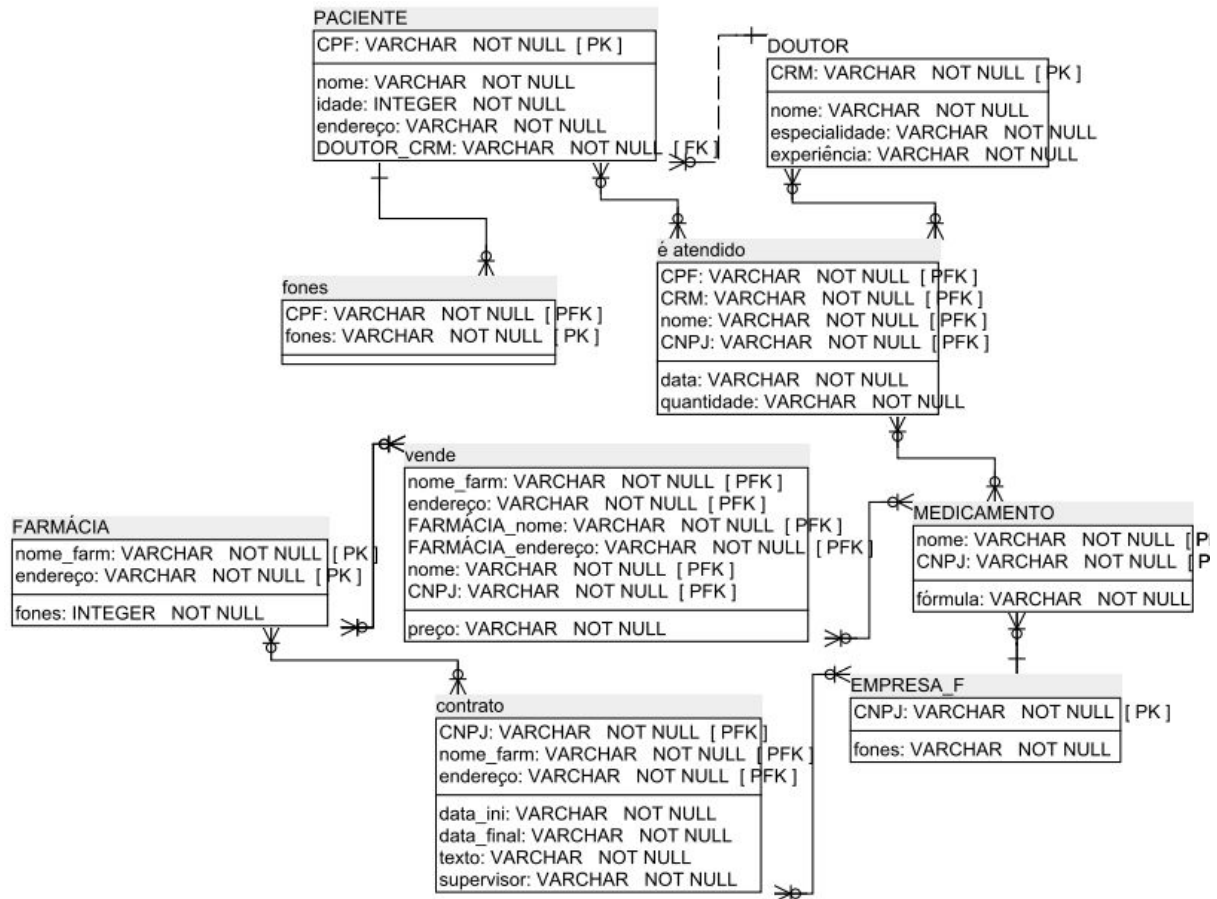 PACIENTE
CPF: VARCHAR NOT NULL [ PK ]
nome: VARCHAR NOT NULL
idade: INTEGER NOT NULL
endereço: VARCHAR NOT NULL
DOUTOR_CRM: VARCHAR NOT NULL [ FK ]
DOUTOR
CRM: VARCHAR NOT NULL [ PK ]
nome: VARCHAR NOT NULL
especialidade: VARCHAR NOT NULL
experiência: VARCHAR NOT NULL
fones
CPF: VARCHAR NOT NULL [ PFK ]
fones: VARCHAR NOT NULL [ PK ]
é atendido
CPF: VARCHAR NOT NULL [ PFK ]
CRM: VARCHAR NOT NULL [ PFK ]
nome: VARCHAR NOT NULL [ PFK ]
CNPJ: VARCHAR NOT NULL [ PFK ]
data: VARCHAR NOT NULL
quantidade: VARCHAR NOT NULL
vende
nome_farm: VARCHAR NOT NULL [ PFK ]
endereço: VARCHAR NOT NULL [ PFK ]
FARMÁCIA_nome: VARCHAR NOT NULL [ PFK ]
FARMÁCIA_endereço: VARCHAR NOT NULL [ PFK ]
nome: VARCHAR NOT NULL [ PFK ]
CNPJ: VARCHAR NOT NULL [ PFK ]
preço: VARCHAR NOT NULL
FARMÁCIA
nome_farm: VARCHAR NOT NULL [ PK ]
endereço: VARCHAR NOT NULL [ PK ]
fones: INTEGER NOT NULL
MEDICAMENTO
nome: VARCHAR NOT NULL [ P
CNPJ: VARCHAR NOT NULL [ P
fórmula: VARCHAR NOT NULL
contrato
CNPJ: VARCHAR NOT NULL [ PFK ]
nome_farm: VARCHAR NOT NULL [ PFK ]
endereço: VARCHAR NOT NULL [ PFK ]
data_ini: VARCHAR NOT NULL
data_final: VARCHAR NOT NULL
texto: VARCHAR NOT NULL
supervisor: VARCHAR NOT NULL
EMPRESA_F
CNPJ: VARCHAR NOT NULL [ PK ]
fones: VARCHAR NOT NULL